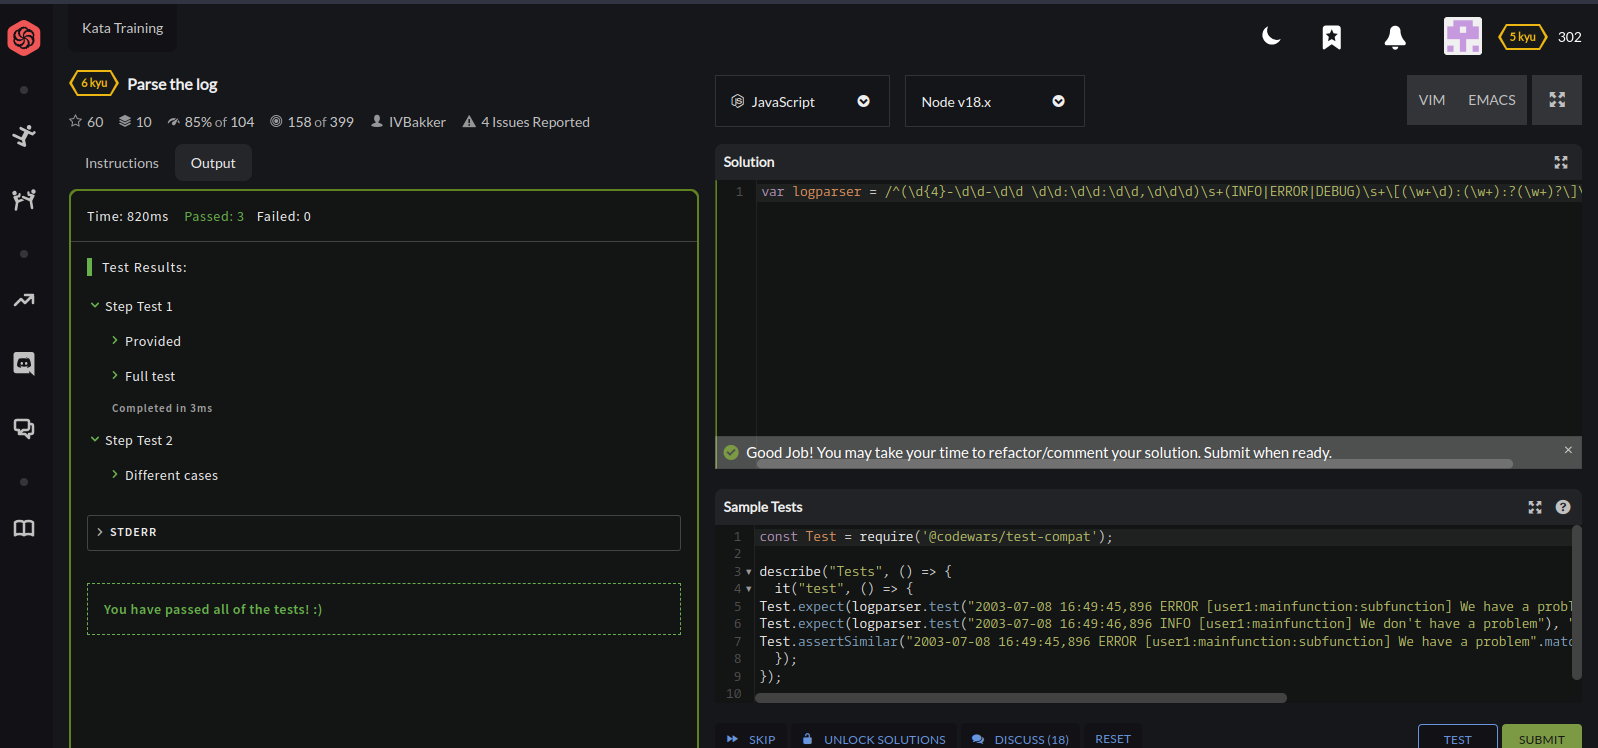 Kata Training
5 kyu
302
6 kyu
Parse the log
60
10
85% of 104
158 of 399
IVBakker
4 Issues Reported
JavaScript
Node v18.x
VIM
EMACS
Instructions
Output
Time: 820ms Passed: 3 Failed: 0
Test Results:
Step Test 1
Provided
Full test
Completed in 3ms
Step Test 2
Different cases
STDERR
You have passed all of the tests! :)
Solution
1 var logparser = /^(\d{4}-\d\d-\d\d \d\d:\d\d:\d\d,\d\d\d)\s+(INFO|ERROR|DEBUG)\s+\[(\w+\d):(\w+):?(\w+)?\]\
Good Job! You may take your time to refactor/comment your solution. Submit when ready.
Sample Tests
1 const Test = require('@codewars/test-compat');
2
3 describe("Tests", () => {
4 it("test", () => {
5 Test.expect(logparser.test("2003-07-08 16:49:45,896 ERROR [user1:mainfunction:subfunction] We have a probl
6 Test.expect(logparser.test("2003-07-08 16:49:46,896 INFO [user1:mainfunction] We don't have a problem"), "
7 Test.assertSimilar("2003-07-08 16:49:45,896 ERROR [user1:mainfunction:subfunction] We have a problem".matc
8 });
9 });
10
SKIP
UNLOCK SOLUTIONS
DISCUSS (18)
RESET
TEST
SUBMIT